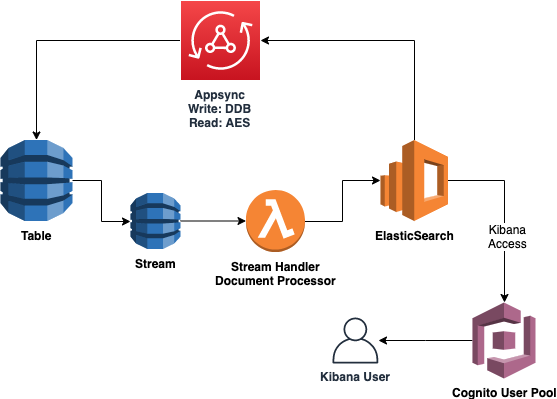 Appsync
Write: DDB
Read: AES
Table
Stream
Stream Handler
Document Processor
ElasticSearch
Kibana
Access
Kibana User
Cognito User Pool